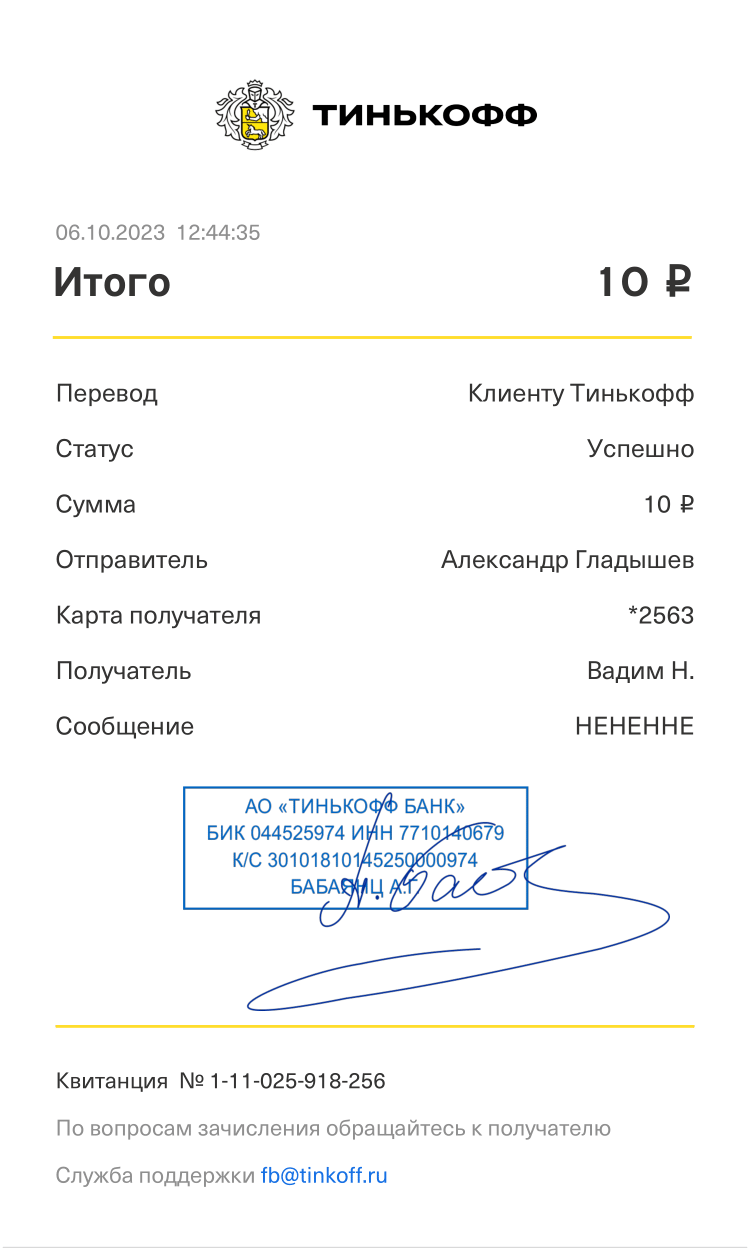 ТИНЬКОФФ
06.10.2023 12:44:35
Итого 10 ₽
Перевод Клиенту Тинькофф
Статус Успешно
Сумма 10 ₽
Отправитель Александр Гладышев
Карта получателя *2563
Получатель Вадим Н.
Сообщение НЕНЕННЕ
АО «ТИНЬКОФФ БАНК»
БИК 044525974 ИНН 7710140679
К/С 30101810145250000974
БАБАЯНЦ А.Г
Квитанция № 1-11-025-918-256
По вопросам зачисления обращайтесь к получателю
Служба поддержки fb@tinkoff.ru